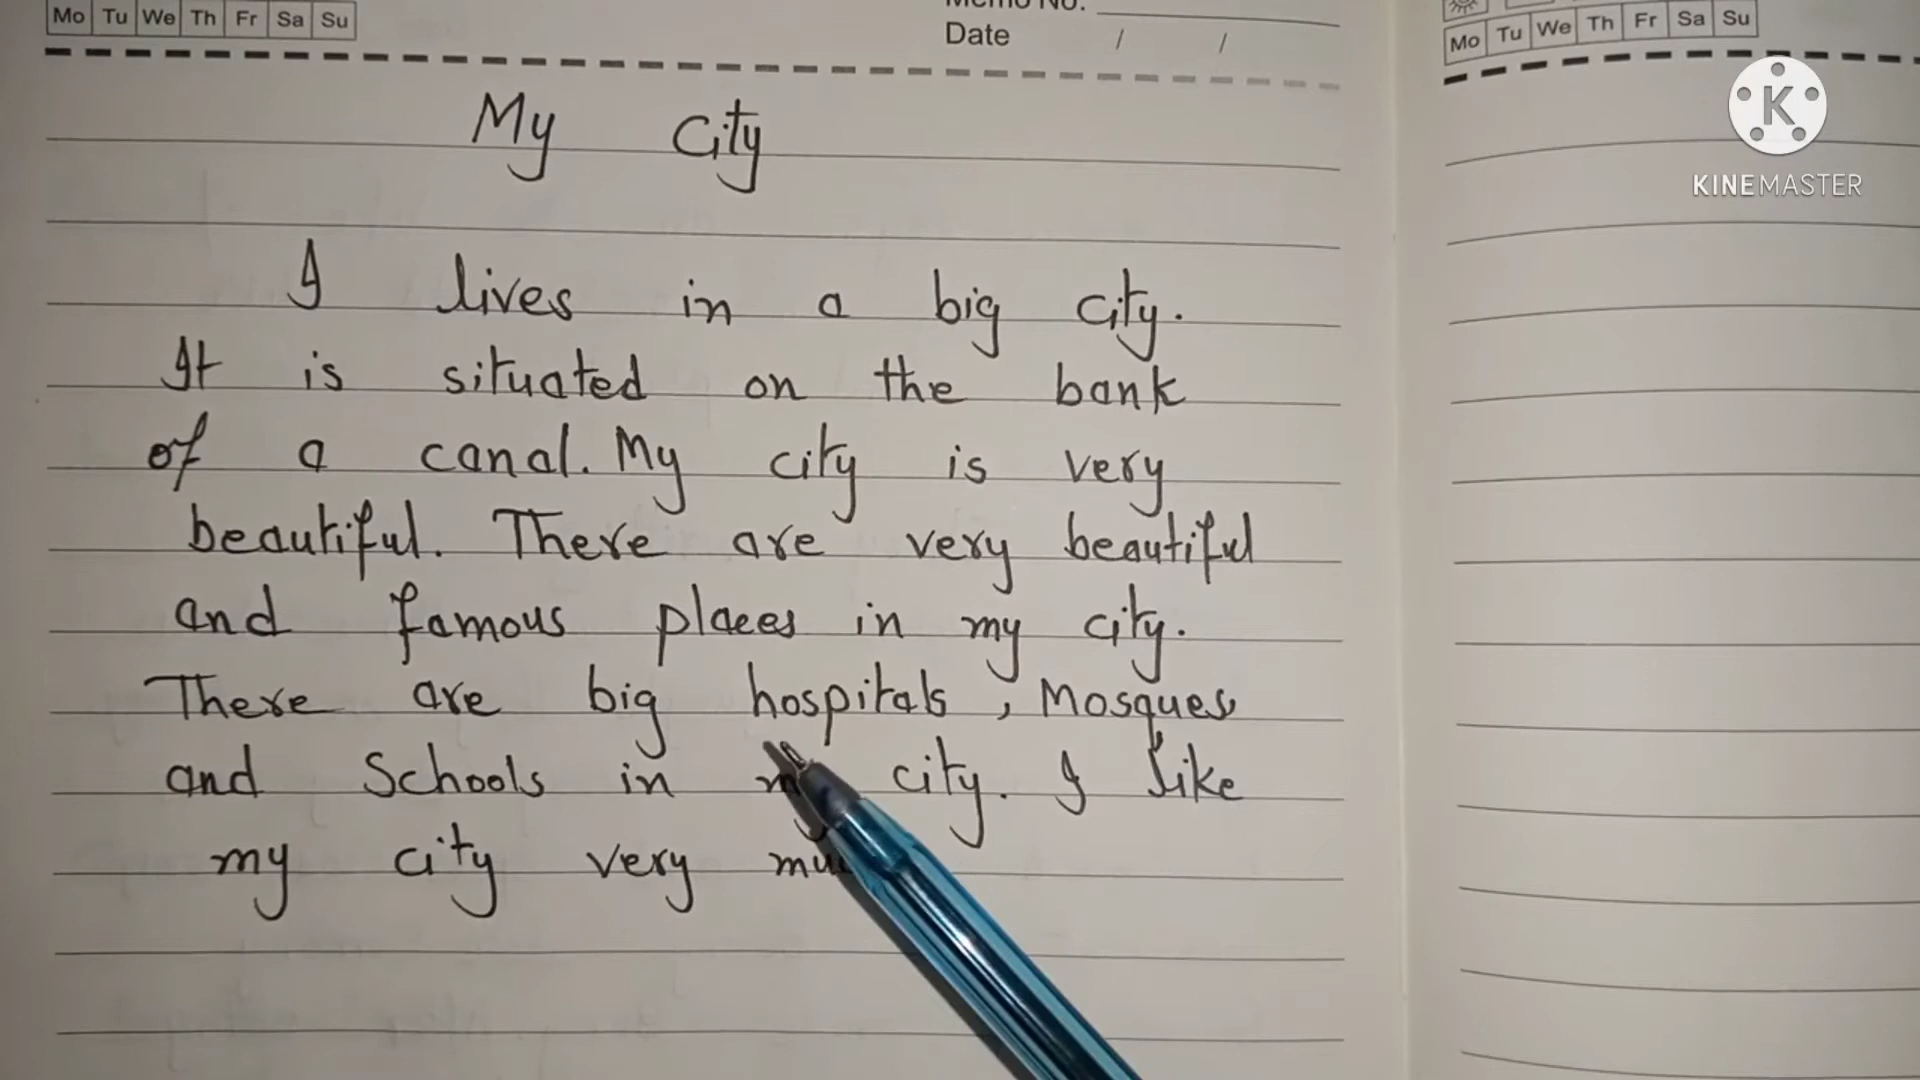 Mo Tu We Th Fr Sa Su
Memo No.
Date / /
Mo Tu We Th Fr Sa Su
KINEMASTER
My City
I lives in a big city.
It is situated on the bank
of a canal. My city is very
beautiful. There are very beautiful
and famous places in my city.
There are big hospitals, Mosques
and Schools in my city. I like
my city very